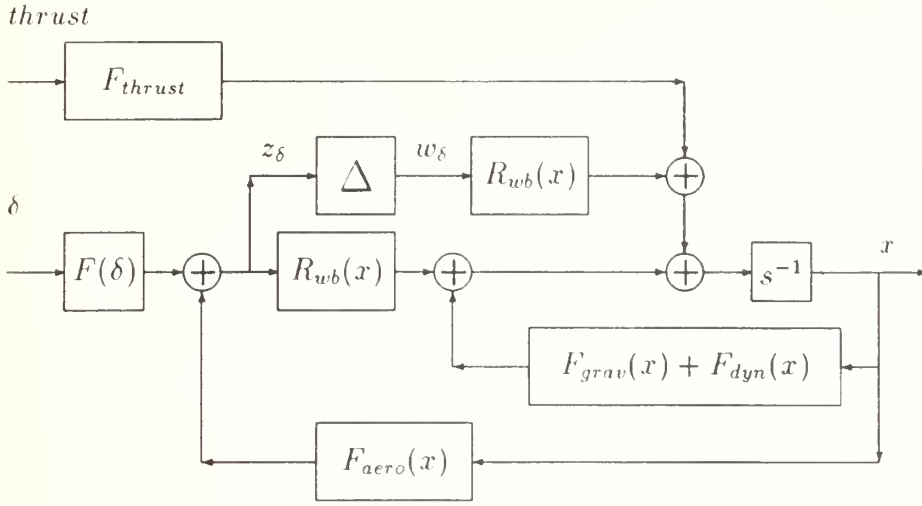 thrust
F_thrust
z_δ
Δ
w_δ
R_wb(x)
+
δ
F(δ)
+
R_wb(x)
+
+
s⁻¹
x
F_grav(x) + F_dyn(x)
F_aero(x)